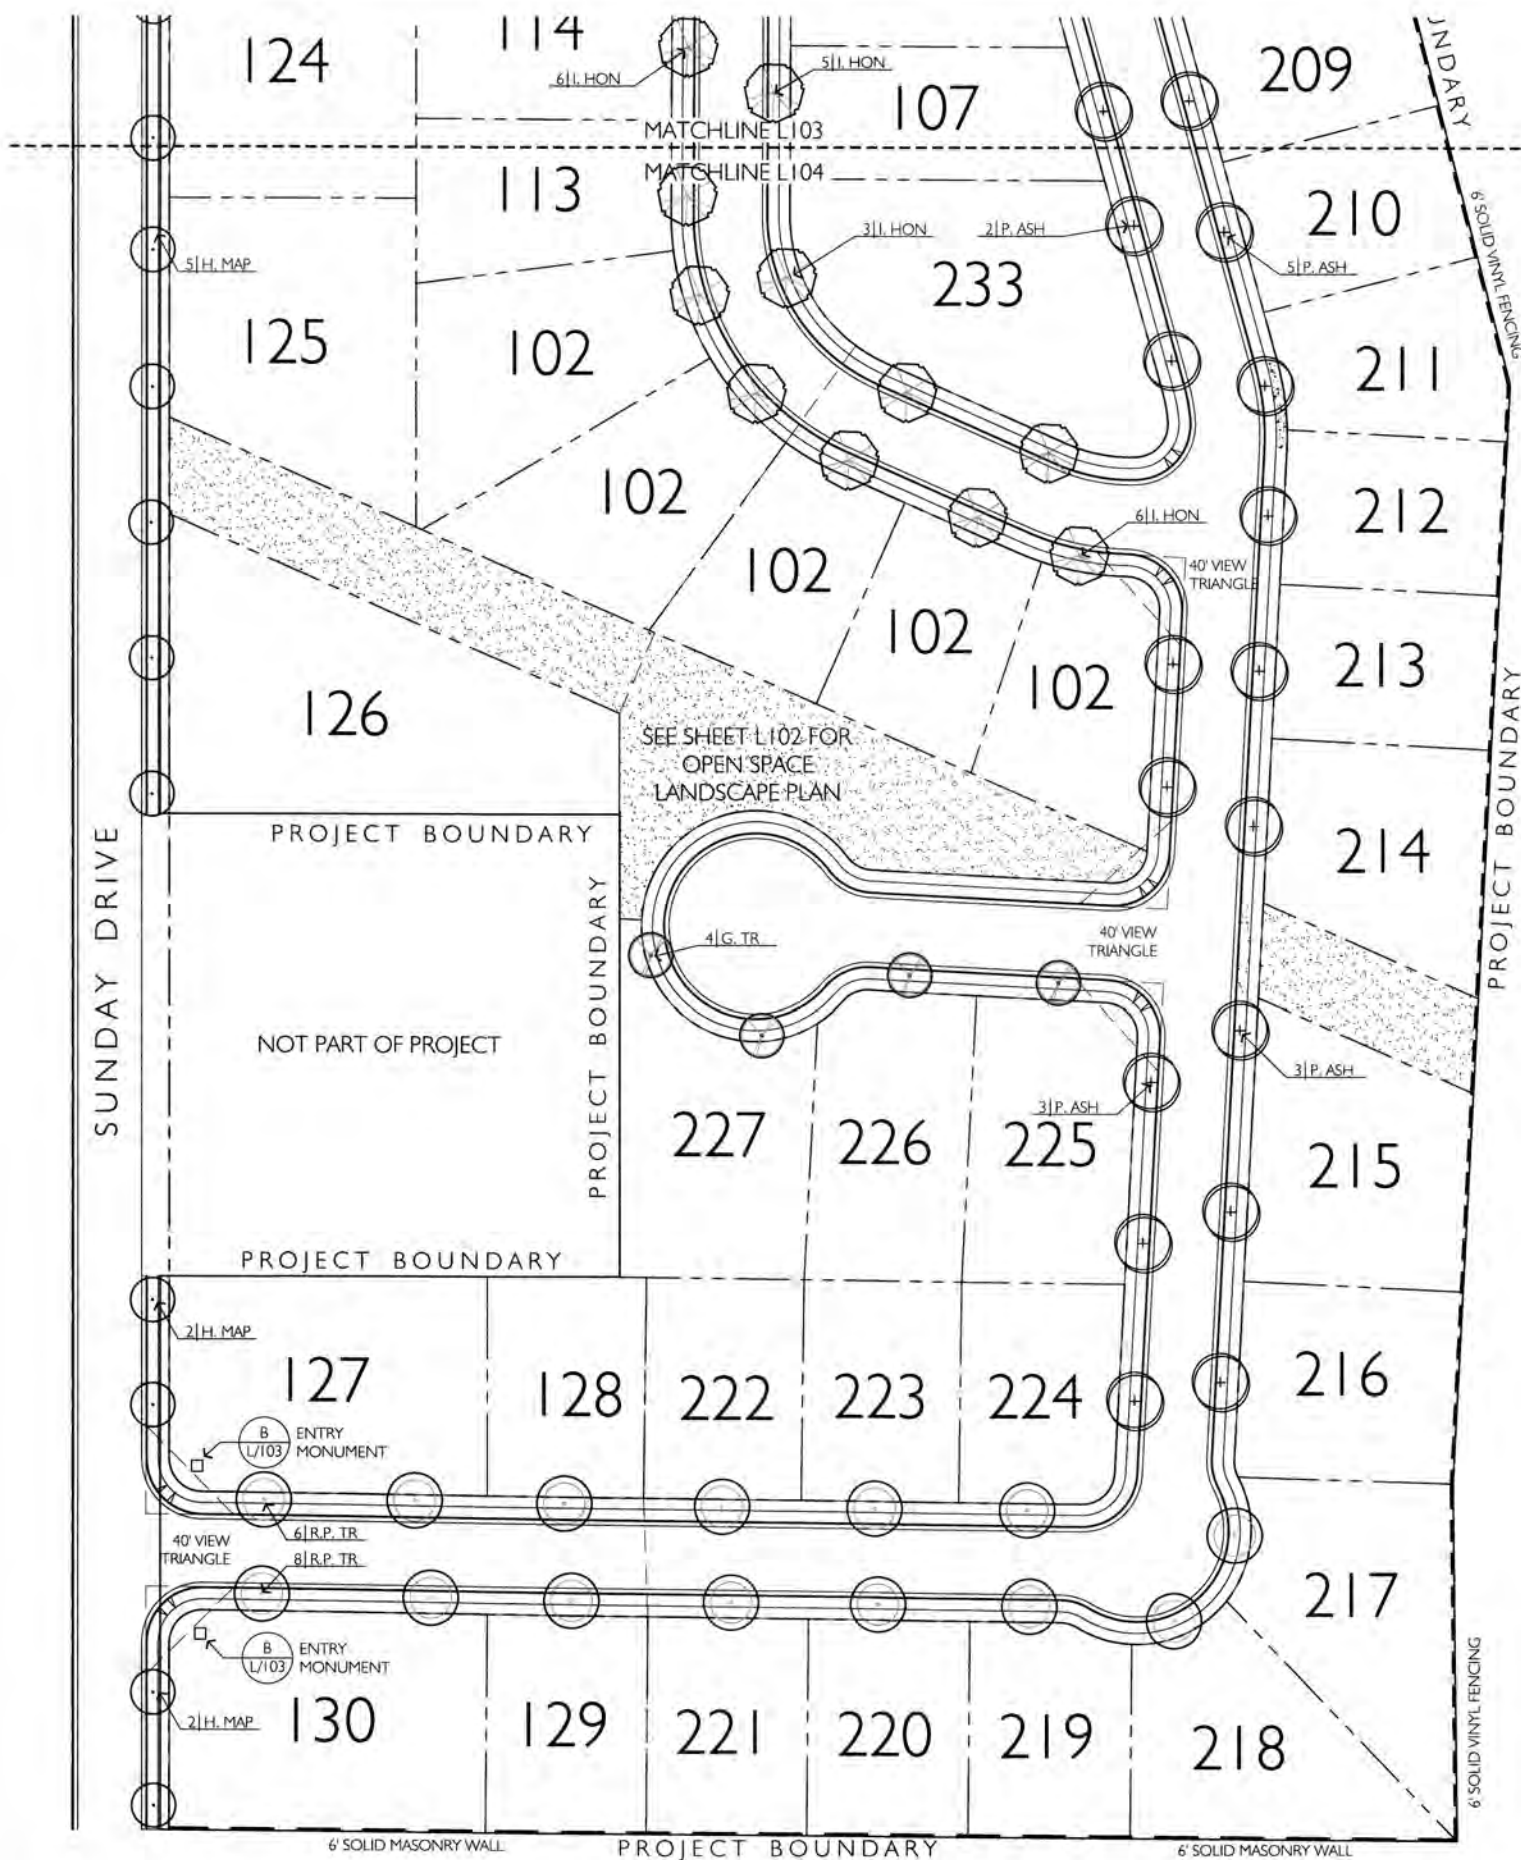 124
114
6|I. HON
5|I. HON
107
209
UNDARY
MATCHLINE L103
MATCHLINE L104
113
3|I. HON
2|P. ASH
210
6' SOLID VINYL FENCING
5|H. MAP
233
5|P. ASH
125
102
211
102
212
6|I. HON
40' VIEW
TRIANGLE
102
102
213
102
126
SEE SHEET L102 FOR
OPEN SPACE
LANDSCAPE PLAN
PROJECT BOUNDARY
214
PROJECT BOUNDARY
SUNDAY DRIVE
PROJECT BOUNDARY
4|G. TR
40' VIEW
TRIANGLE
NOT PART OF PROJECT
3|P. ASH
3|P. ASH
227
226
225
215
PROJECT BOUNDARY
2|H. MAP
127
128
222
223
224
216
B
L/103
ENTRY
MONUMENT
6|R.P. TR
40' VIEW
TRIANGLE
8|R.P. TR
217
B
L/103
ENTRY
MONUMENT
2|H. MAP
130
129
221
220
219
218
6' SOLID VINYL FENCING
6' SOLID MASONRY WALL
PROJECT BOUNDARY
6' SOLID MASONRY WALL